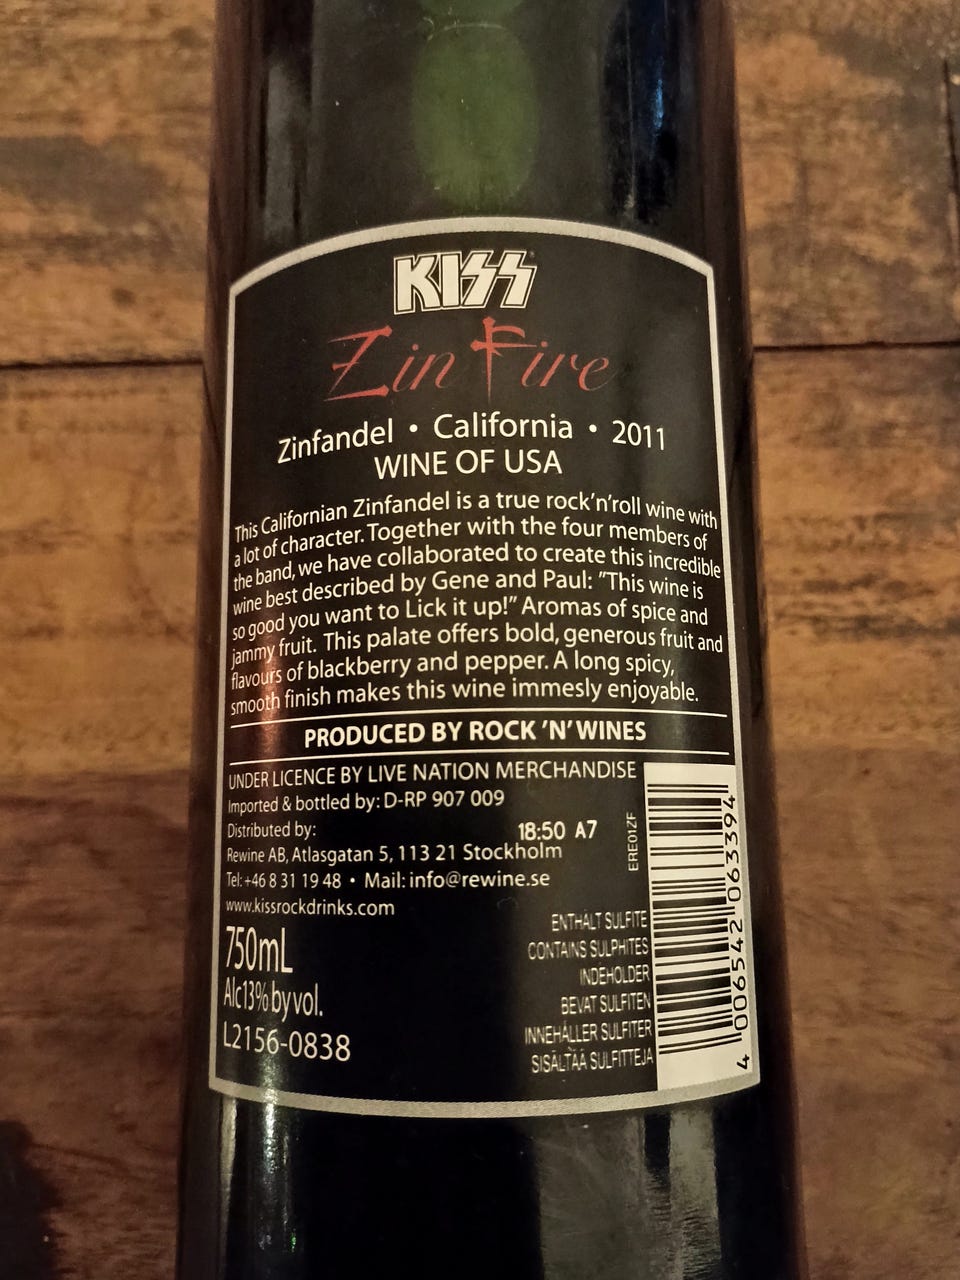 KISS
Zin Fire
Zinfandel • California • 2011
WINE OF USA
This Californian Zinfandel is a true rock'n'roll wine with
a lot of character. Together with the four members of
the band, we have collaborated to create this incredible
wine best described by Gene and Paul: "This wine is
so good you want to Lick it up!" Aromas of spice and
jammy fruit. This palate offers bold, generous fruit and
flavours of blackberry and pepper. A long spicy,
smooth finish makes this wine immesly enjoyable.
PRODUCED BY ROCK 'N' WINES
UNDER LICENCE BY LIVE NATION MERCHANDISE
Imported & bottled by: D-RP 907 009
Distributed by:
18:50 A7
Rewine AB, Atlasgatan 5, 113 21 Stockholm
Tel: +46 8 31 19 48 • Mail: info@rewine.se
www.kissrockdrinks.com
750mL
Alc13% by vol.
L2156-0838
ERE01ZF
ENTHÄLT SULFITE
CONTAINS SULPHITES
INDEHOLDER
BEVAT SULFITEN
INNEHÅLLER SULFITER
SISÄLTÄÄ SULFITTEJA
4 006542 063394